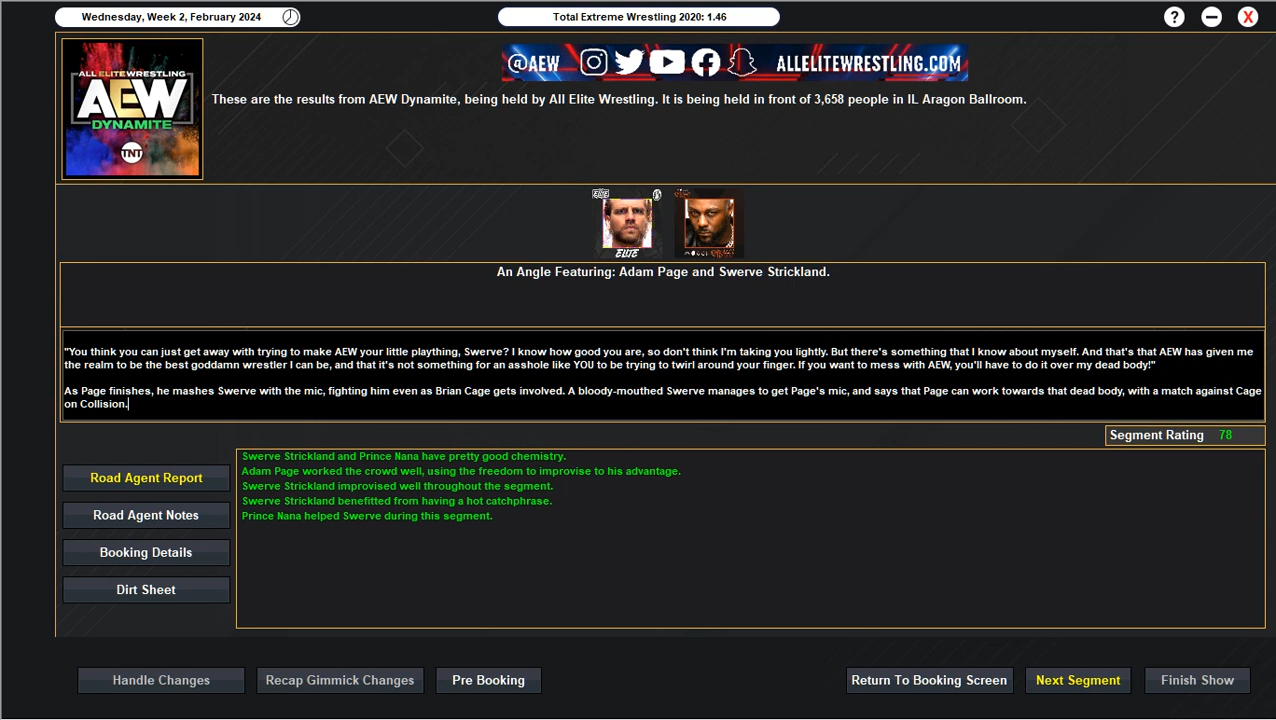 Wednesday, Week 2, February 2024
Total Extreme Wrestling 2020: 1.46
?
X
ALL ELITE WRESTLING
AEW
DYNAMITE
TNT
@AEW
ALLELITEWRESTLING.COM
These are the results from AEW Dynamite, being held by All Elite Wrestling. It is being held in front of 3,658 people in IL Aragon Ballroom.
ELITE
ELITE
An Angle Featuring: Adam Page and Swerve Strickland.
"You think you can just get away with trying to make AEW your little plaything, Swerve? I know how good you are, so don't think I'm taking you lightly. But there's something that I know about myself. And that's that AEW has given me
the realm to be the best goddamn wrestler I can be, and that it's not something for an asshole like YOU to be trying to twirl around your finger. If you want to mess with AEW, you'll have to do it over my dead body!"
As Page finishes, he mashes Swerve with the mic, fighting him even as Brian Cage gets involved. A bloody-mouthed Swerve manages to get Page's mic, and says that Page can work towards that dead body, with a match against Cage
on Collision.
Segment Rating 78
Road Agent Report
Road Agent Notes
Booking Details
Dirt Sheet
Swerve Strickland and Prince Nana have pretty good chemistry.
Adam Page worked the crowd well, using the freedom to improvise to his advantage.
Swerve Strickland improvised well throughout the segment.
Swerve Strickland benefitted from having a hot catchphrase.
Prince Nana helped Swerve during this segment.
Handle Changes
Recap Gimmick Changes
Pre Booking
Return To Booking Screen
Next Segment
Finish Show